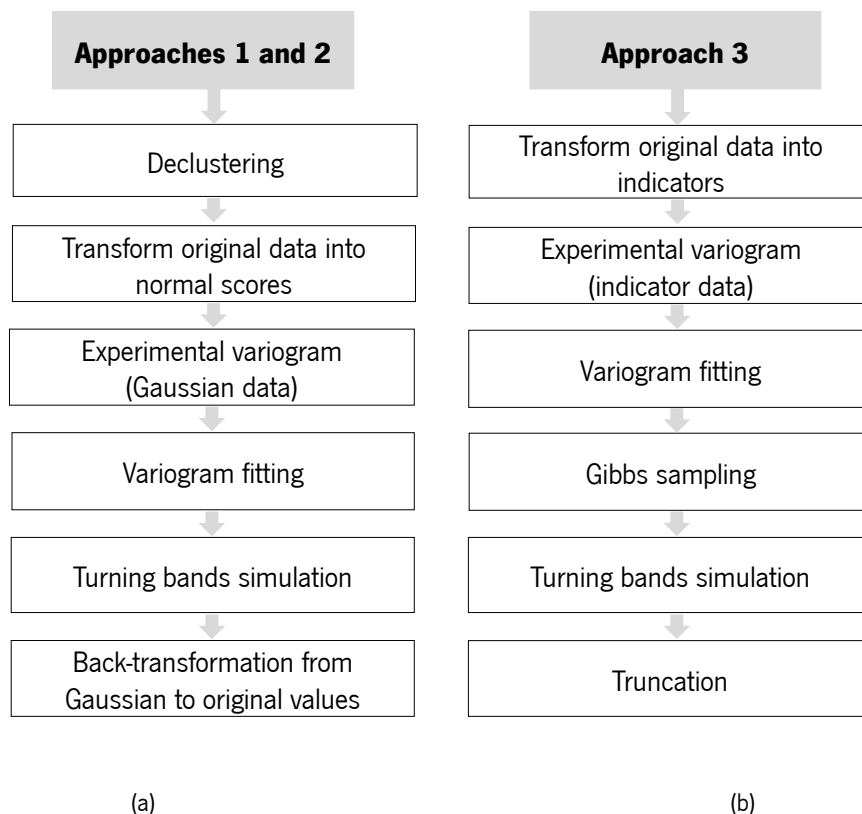 Approaches 1 and 2
Declustering
Transform original data into
normal scores
Experimental variogram
(Gaussian data)
Variogram fitting
Turning bands simulation
Back-transformation from
Gaussian to original values
(a)
Approach 3
Transform original data into
indicators
Experimental variogram
(indicator data)
Variogram fitting
Gibbs sampling
Turning bands simulation
Truncation
(b)